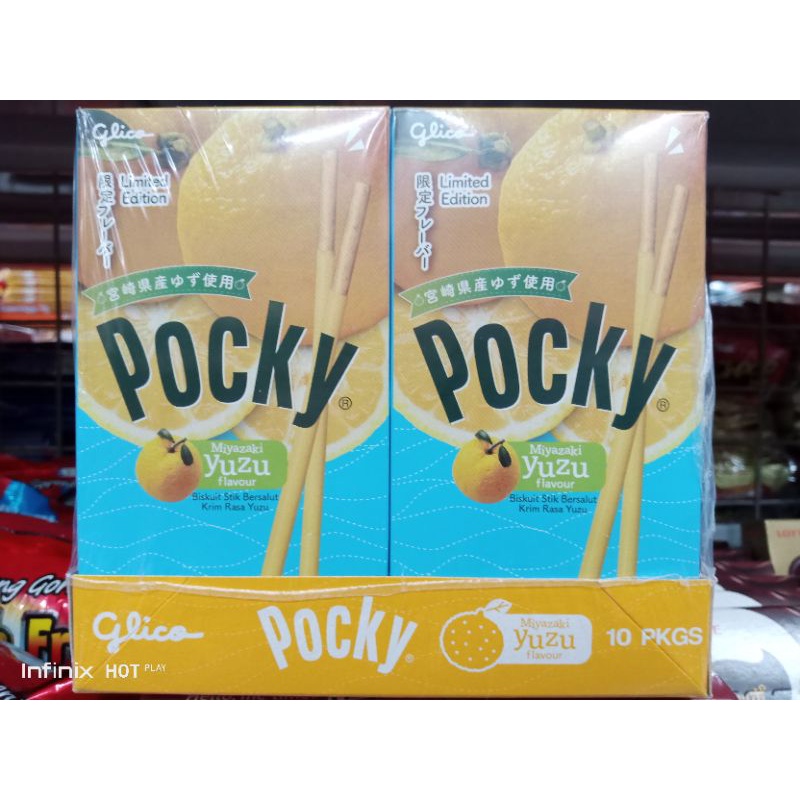 Glico
限定フレーバー
Limited
Edition
宮崎県産ゆず使用
Pocky®
Miyazaki
yuzu
flavour
Biskuit Stik Bersalut
Krim Rasa Yuzu
Glico
限定フレーバー
Limited
Edition
宮崎県産ゆず使用
Pocky®
Miyazaki
yuzu
flavour
Biskuit Stik Bersalut
Krim Rasa Yuzu
Glico
Pocky®
Miyazaki
yuzu
flavour
10 PKGS
Infinix HOT PLAY